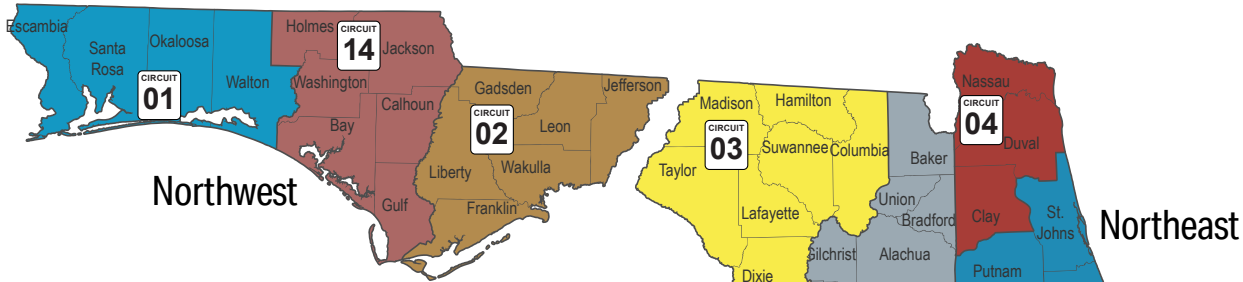 Escambia
Santa
Rosa
Okaloosa
Walton
CIRCUIT
01
Holmes
CIRCUIT
14
Jackson
Washington
Calhoun
Bay
Gulf
Northwest
Gadsden
Jefferson
CIRCUIT
02
Leon
Liberty
Wakulla
Franklin
Madison
Hamilton
CIRCUIT
03
Suwannee
Columbia
Taylor
Lafayette
Dixie
Baker
Union
Bradford
Gilchrist
Alachua
Nassau
CIRCUIT
04
Duval
Clay
St.
Johns
Putnam
Northeast